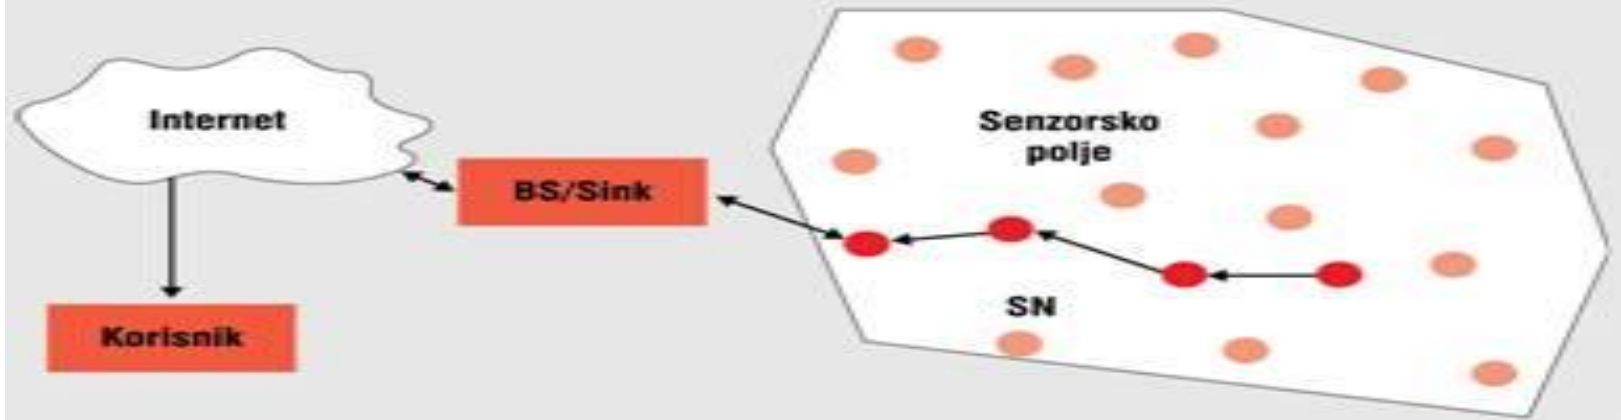 Internet
BS/Sink
Korisnik
Senzorsko
polje
SN